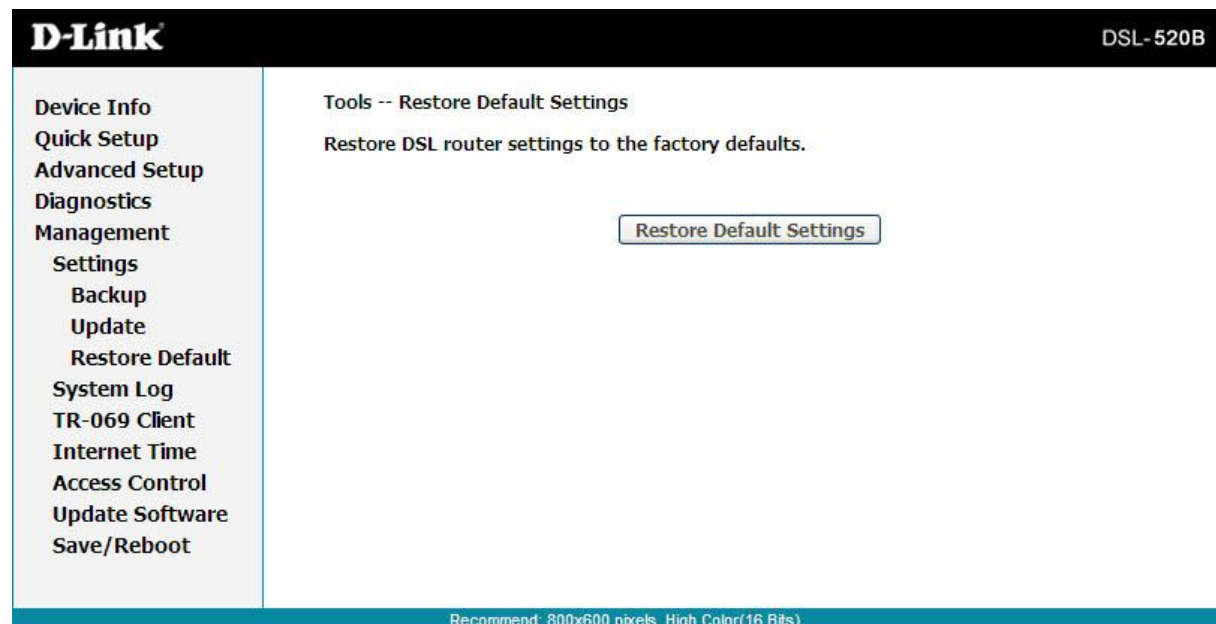 D-Link
DSL-520B
Device Info
Quick Setup
Advanced Setup
Diagnostics
Management
Settings
Backup
Update
Restore Default
System Log
TR-069 Client
Internet Time
Access Control
Update Software
Save/Reboot
Tools -- Restore Default Settings
Restore DSL router settings to the factory defaults.
Restore Default Settings
Recommend: 800x600 pixels, High Color(16 Bits)